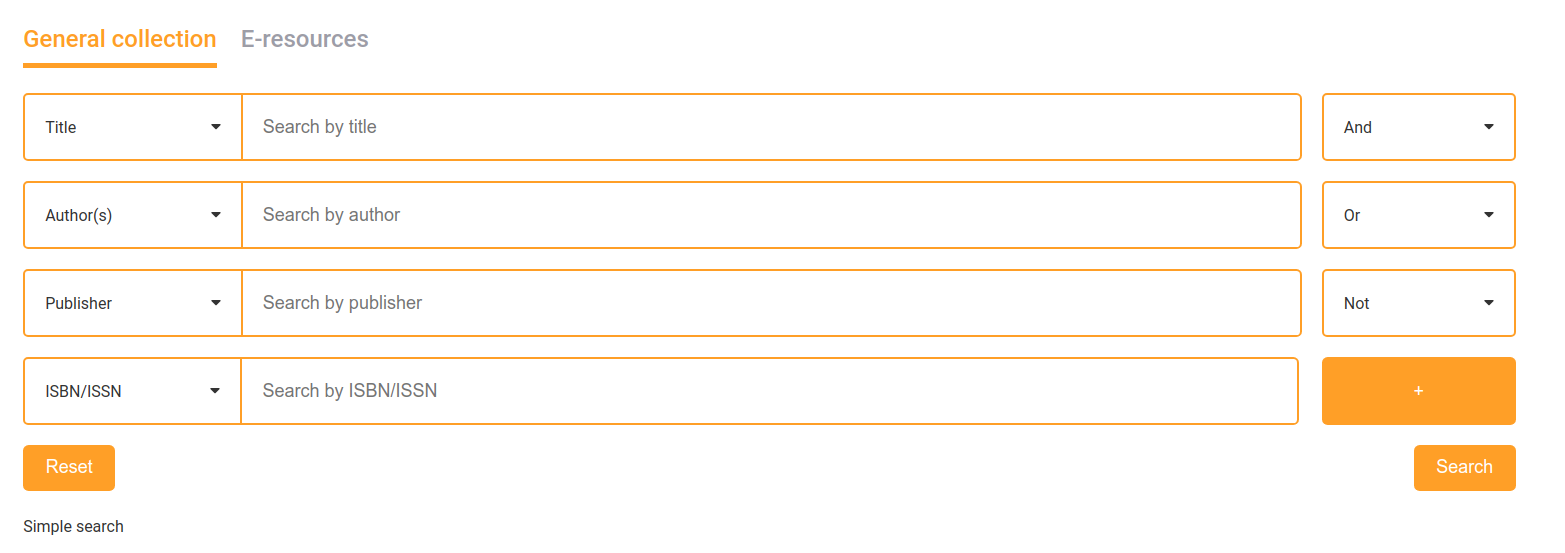 General collection E-resources
Title Search by title And
Author(s) Search by author Or
Publisher Search by publisher Not
ISBN/ISSN Search by ISBN/ISSN +
Reset Search
Simple search